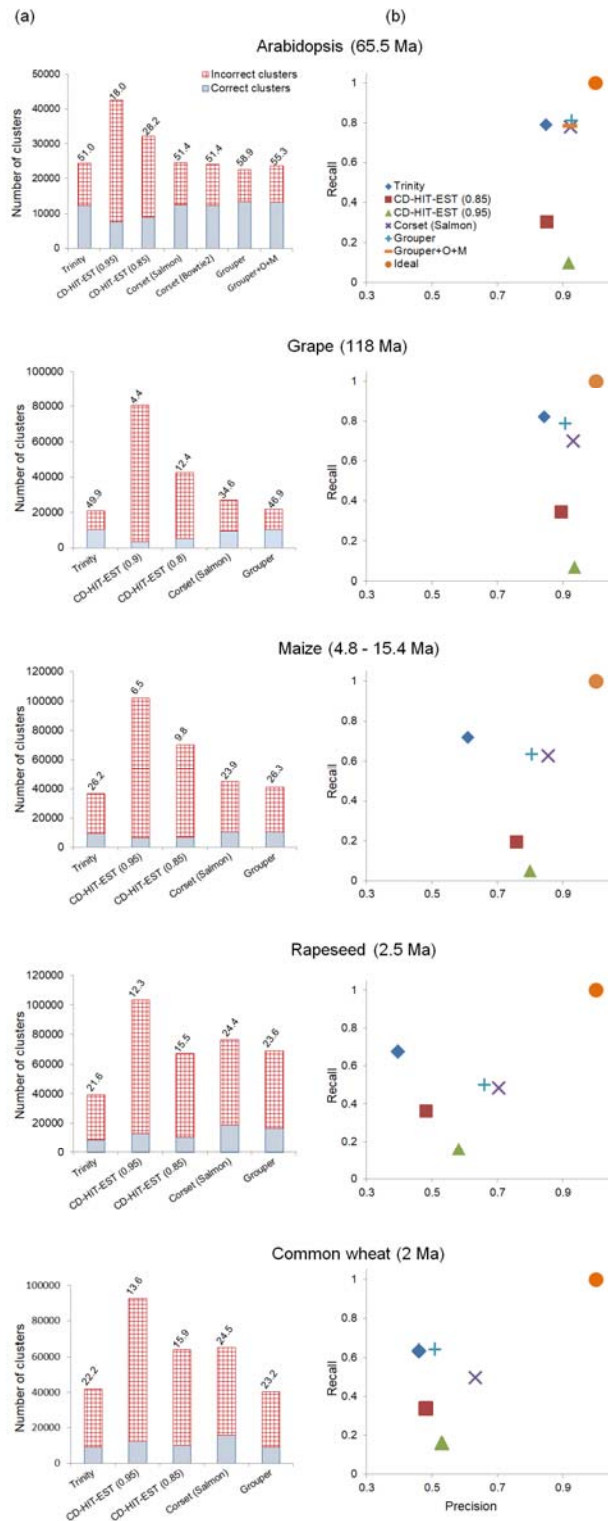 (a)
(b)
Arabidopsis (65.5 Ma)
50000
40000
30000
20000
10000
0
Number of clusters
Incorrect clusters
Correct clusters
51.0
18.0
28.2
51.4
51.4
58.9
55.3
Trinity
CD-HIT-EST (0.95)
CD-HIT-EST (0.85)
Corset (Salmon)
Corset (Bowtie2)
Grouper
Grouper+O+M
Recall
1
0.8
0.6
0.4
0.2
0
Trinity
CD-HIT-EST (0.85)
CD-HIT-EST (0.95)
Corset (Salmon)
Grouper
Grouper+O+M
Ideal
0.3 0.5 0.7 0.9
Grape (118 Ma)
100000
80000
60000
40000
20000
0
Number of clusters
49.9
4.4
12.4
34.6
46.9
Trinity
CD-HIT-EST (0.9)
CD-HIT-EST (0.8)
Corset (Salmon)
Grouper
Recall
1
0.8
0.6
0.4
0.2
0
0.3 0.5 0.7 0.9
Maize (4.8 - 15.4 Ma)
120000
100000
80000
60000
40000
20000
0
Number of clusters
26.2
6.5
9.8
23.9
26.3
Trinity
CD-HIT-EST (0.95)
CD-HIT-EST (0.85)
Corset (Salmon)
Grouper
Recall
1
0.8
0.6
0.4
0.2
0
0.3 0.5 0.7 0.9
Rapeseed (2.5 Ma)
120000
100000
80000
60000
40000
20000
0
Number of clusters
21.6
12.3
15.5
24.4
23.6
Trinity
CD-HIT-EST (0.95)
CD-HIT-EST (0.85)
Corset (Salmon)
Grouper
Recall
1
0.8
0.6
0.4
0.2
0
0.3 0.5 0.7 0.9
Common wheat (2 Ma)
100000
80000
60000
40000
20000
0
Number of clusters
22.2
13.6
15.9
24.5
23.2
Trinity
CD-HIT-EST (0.95)
CD-HIT-EST (0.85)
Corset (Salmon)
Grouper
Recall
1
0.8
0.6
0.4
0.2
0
0.3 0.5 0.7 0.9
Precision